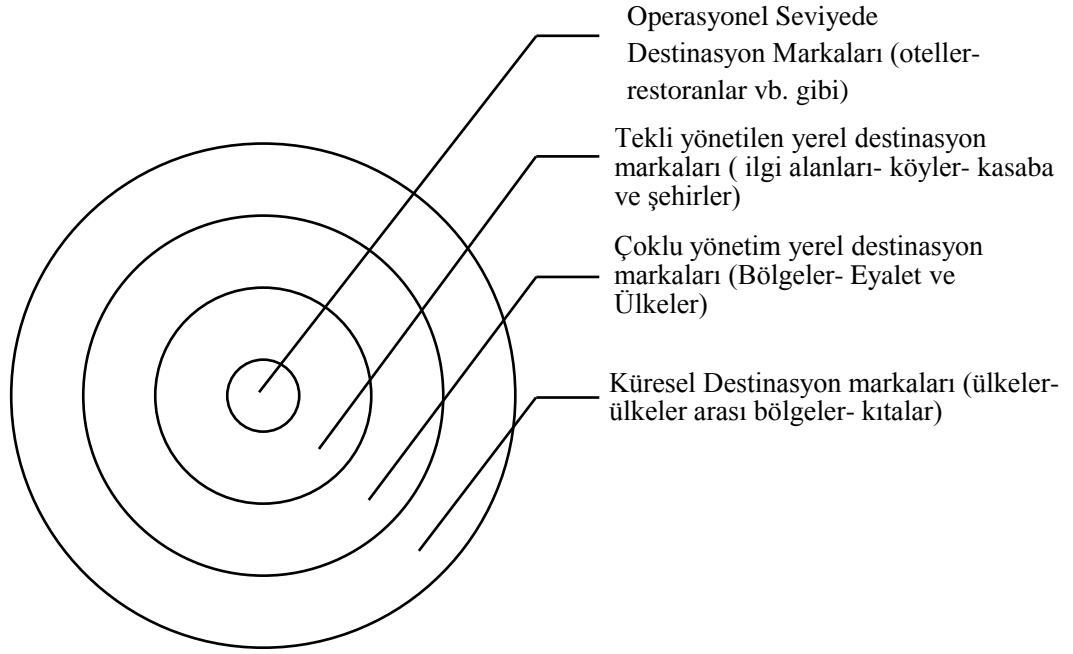 Operasyonel Seviyede
Destinasyon Markaları (oteller-
restoranlar vb. gibi)
Tekli yönetilen yerel destinasyon
markaları ( ilgi alanları- köyler- kasaba
ve şehirler)
Çoklu yönetim yerel destinasyon
markaları (Bölgeler- Eyalet ve
Ülkeler)
Küresel Destinasyon markaları (ülkeler-
ülkeler arası bölgeler- kıtalar)